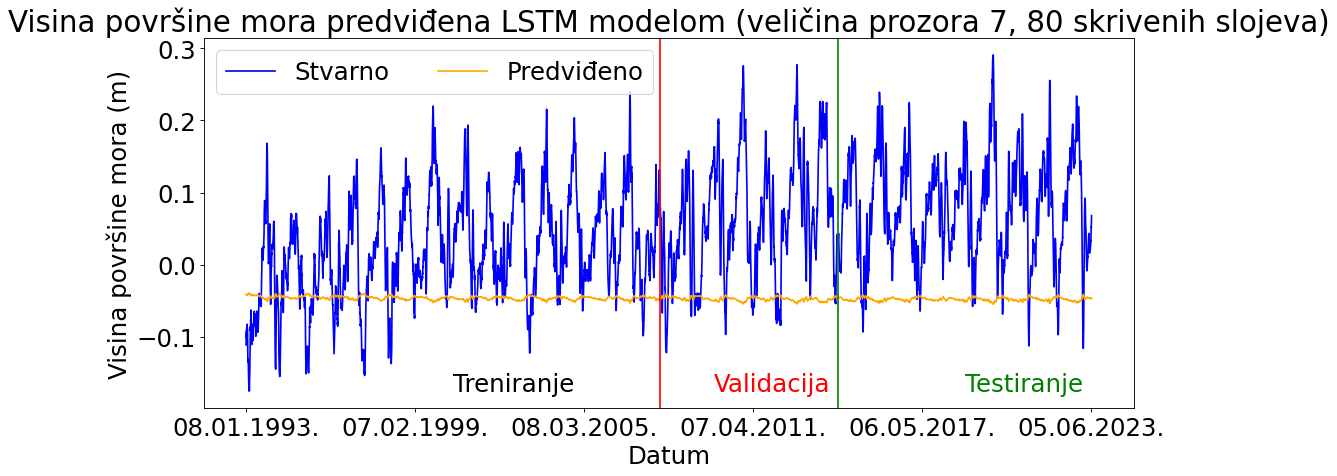 Visina površine mora predviđena LSTM modelom (veličina prozora 7, 80 skrivenih slojeva)
Stvarno
Predviđeno
Visina površine mora (m)
0.3
0.2
0.1
0.0
−0.1
Treniranje
Validacija
Testiranje
08.01.1993.
07.02.1999.
08.03.2005.
07.04.2011.
06.05.2017.
05.06.2023.
Datum